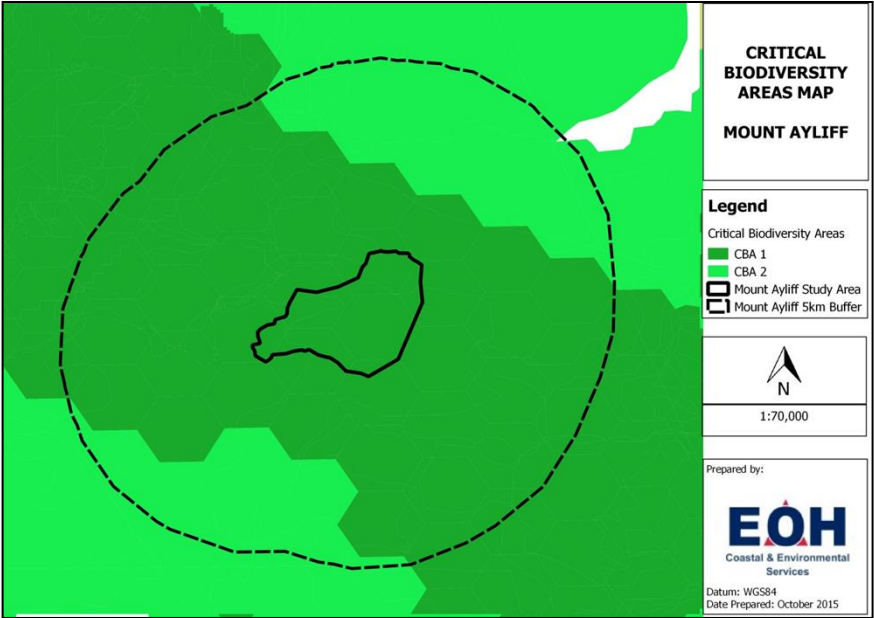 CRITICAL
BIODIVERSITY
AREAS MAP
MOUNT AYLIFF
Legend
Critical Biodiversity Areas
CBA 1
CBA 2
Mount Ayliff Study Area
Mount Ayliff 5km Buffer
N
1:70,000
Prepared by:
EOH
Coastal & Environmental
Services
Datum: WGS84
Date Prepared: October 2015